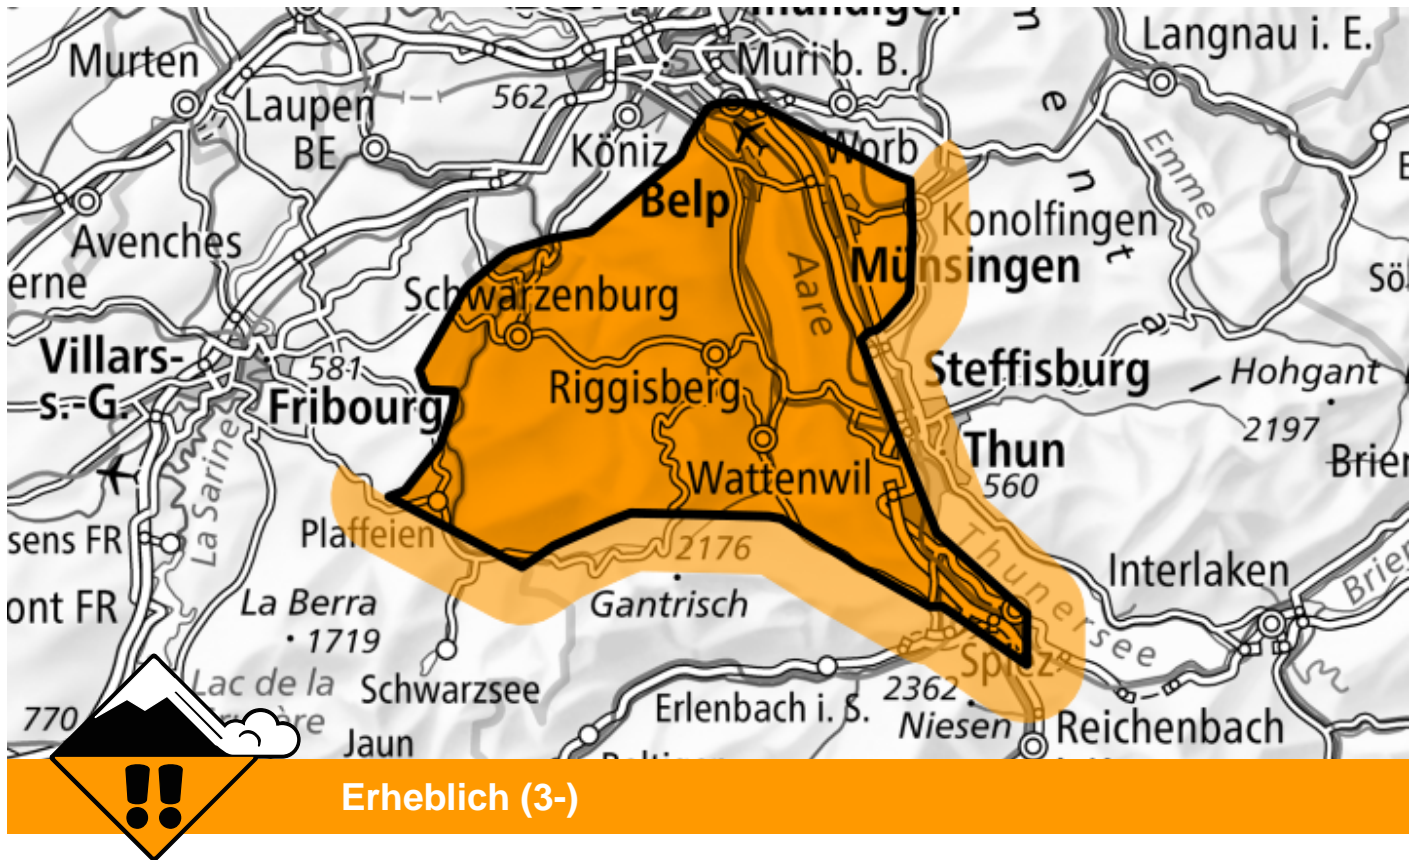 Langnau i. E.
Murten
Muri b. B.
Laupen
BE
562
Köniz
Worb
Emme
Belp
Konolfingen
Avenches
Münsingen
erne
Schwarzenburg
Aare
Villars-
s.-G.
581
Fribourg
Riggisberg
Steffisburg
Hohgant
2197
Thun
560
Wattenwil
La Sarine
sens FR
Plaffeien
2176
Gantrisch
Thunersee
Interlaken
ont FR
La Berra
1719
Spiez
Lac de la
Schwarzsee
2362
Niesen
Erlenbach i. S.
Reichenbach
770
Jaun
Erheblich (3-)